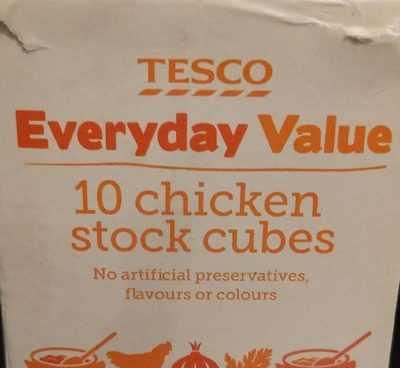 TESCO
Everyday Value
10 chicken
stock cubes
No artificial preservatives,
flavours or colours